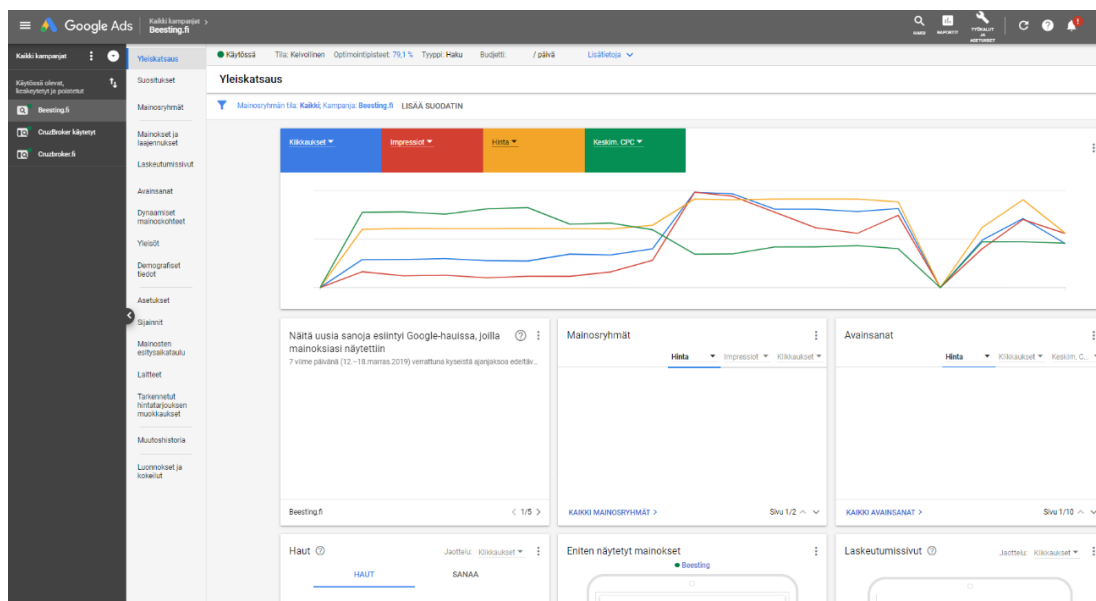 Google Ads
Kaikki kampanjat >
Beesting.fi
HAKU
RAPORTIT
TYÖKALUT
JA
ASETUKSET
Kaikki kampanjat
Käytössä olevat,
keskeytetyt ja poistetut
Beesting.fi
CruzBroker käytetyt
Cruzbroker.fi
Yleiskatsaus
Suositukset
Mainosryhmät
Mainokset ja
laajennukset
Laskeutumissivut
Avainsanat
Dynaamiset
mainoskohteet
Yleisöt
Demografiset
tiedot
Asetukset
Sijainnit
Mainosten
esitysaikataulu
Laitteet
Tarkennetut
hintatarjouksen
muokkaukset
Muutoshistoria
Luonnokset ja
kokeilut
Käytössä Tila: Kelvollinen Optimointipisteet: 79,1 % Tyyppi: Haku Budjetti: / päivä Lisätietoja
Yleiskatsaus
Mainosryhmän tila: Kaikki; Kampanja: Beesting.fi LISÄÄ SUODATIN
Klikkaukset Impressiot Hinta Keskim. CPC
Näitä uusia sanoja esiintyi Google-hauissa, joilla
mainoksiasi näytettiin
7 viime päivänä (12.–18.marras.2019) verrattuna kyseistä ajanjaksoa edeltäv...
Beesting.fi < 1/5 >
Mainosryhmät
Hinta Impressiot Klikkaukset
KAIKKI MAINOSRYHMÄT > Sivu 1/2
Avainsanat
Hinta Klikkaukset Keskim. C...
KAIKKI AVAINSANAT > Sivu 1/10
Haut Jaottelu: Klikkaukset
HAUT SANAA
Eniten näytetyt mainokset
Beesting
Laskeutumissivut Jaottelu: Klikkaukset